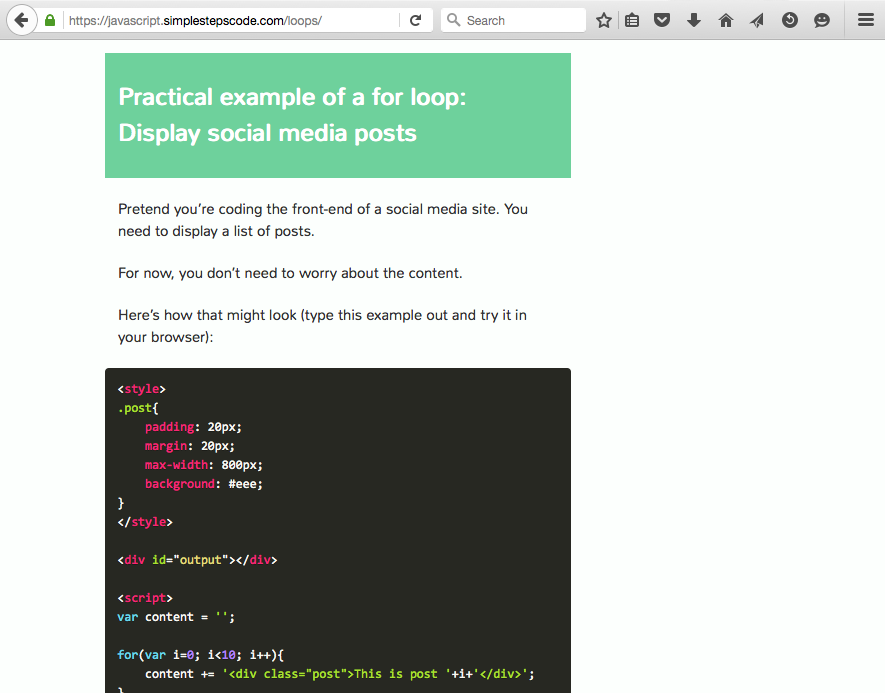 https://javascript.simplestepscode.com/loops/
Search
Practical example of a for loop:
Display social media posts
Pretend you’re coding the front-end of a social media site. You
need to display a list of posts.
For now, you don’t need to worry about the content.
Here’s how that might look (type this example out and try it in
your browser):
<style>
.post{
    padding: 20px;
    margin: 20px;
    max-width: 800px;
    background: #eee;
}
</style>
<div id="output"></div>
<script>
var content = '';
for(var i=0; i<10; i++){
    content += '<div class="post">This is post '+i+'</div>';
}